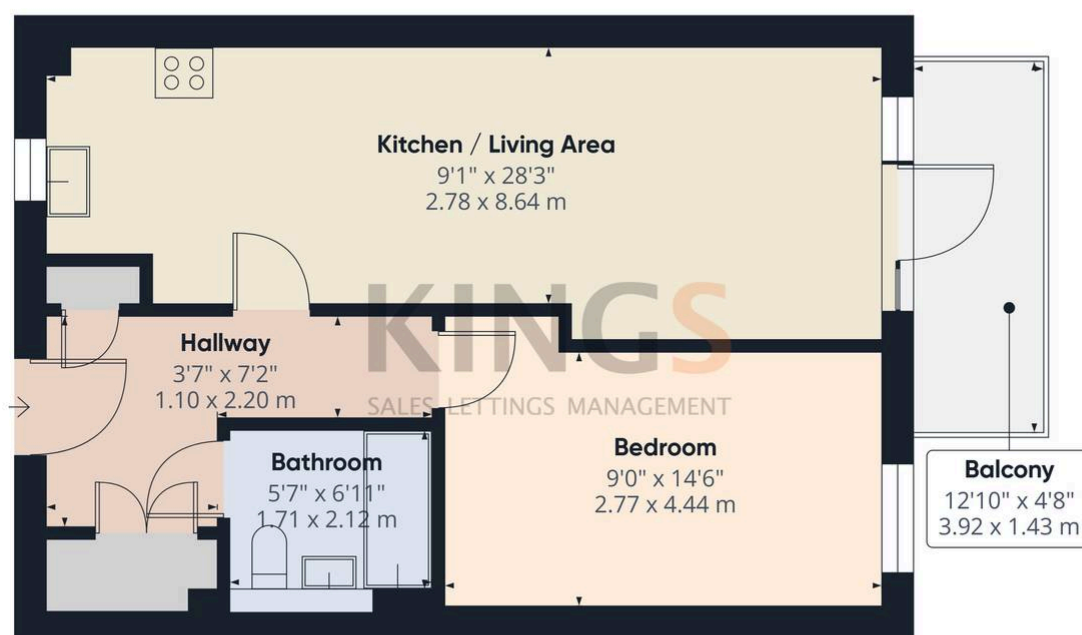 Kitchen / Living Area
9'1" x 28'3"
2.78 x 8.64 m
KINGS
SALES LETTINGS MANAGEMENT
Hallway
3'7" x 7'2"
1.10 x 2.20 m
Bathroom
5'7" x 6'11"
1.71 x 2.12 m
Bedroom
9'0" x 14'6"
2.77 x 4.44 m
Balcony
12'10" x 4'8"
3.92 x 1.43 m